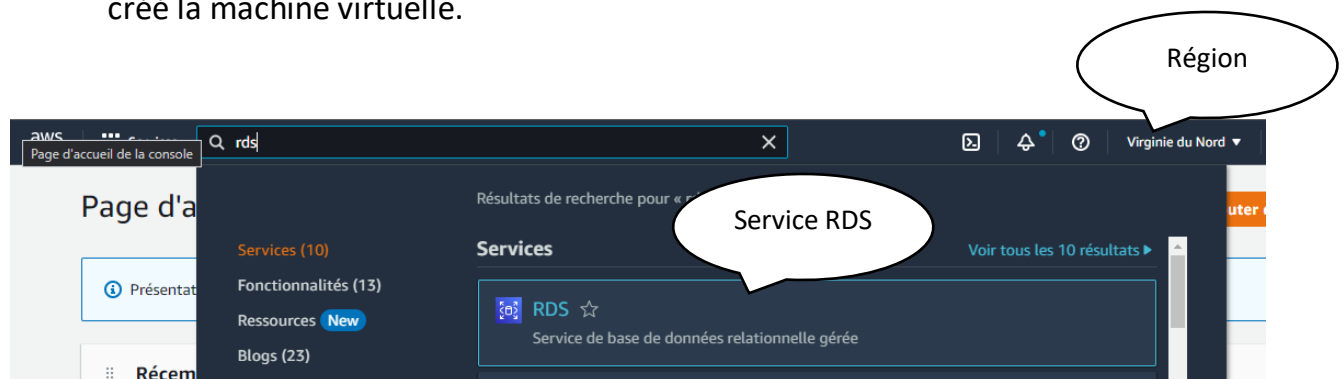 créé la machine virtuelle.
Région
aws
rds
Virginie du Nord
Page d'accueil de la console
Page d'a
Résultats de recherche pour «
Service RDS
Services (10)
Services
Voir tous les 10 résultats
Présentat
Fonctionnalités (13)
RDS
Ressources New
Service de base de données relationnelle gérée
Blogs (23)
Récem